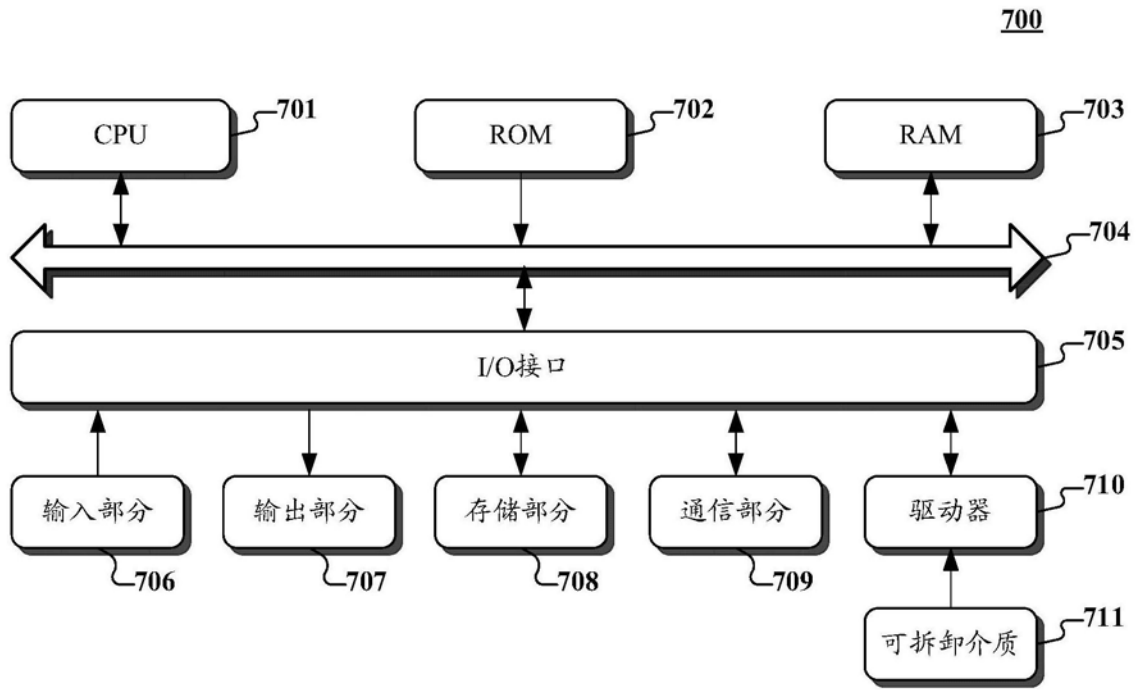 700
CPU
701
ROM
702
RAM
703
704
I/O接口
705
输入部分
706
输出部分
707
存储部分
708
通信部分
709
驱动器
710
可拆卸介质
711